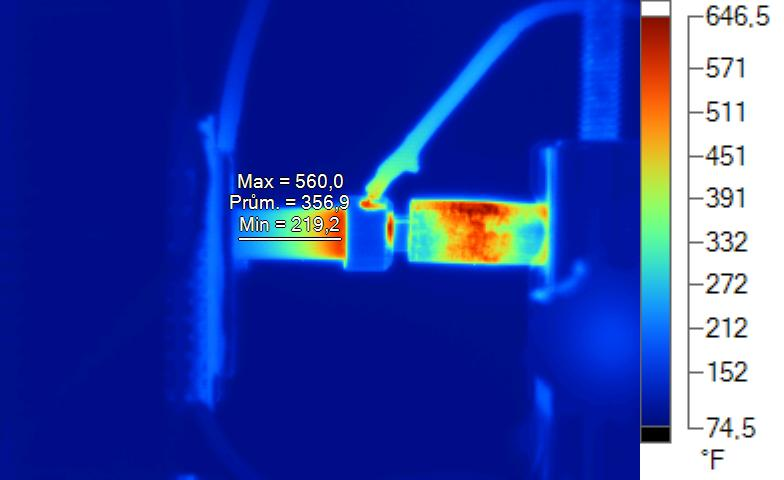 Max = 560,0
Prům. = 356,9
Min = 219,2
646,5
571
511
451
391
332
272
212
152
74,5
°F